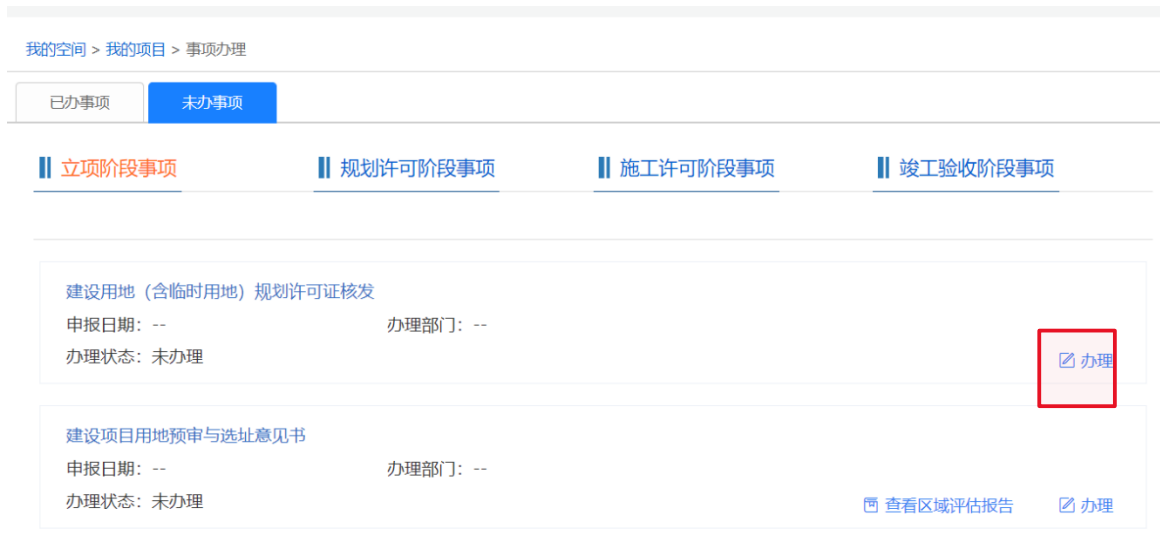 我的空间 > 我的项目 > 事项办理
已办事项 未办事项
立项阶段事项 规划许可阶段事项 施工许可阶段事项 竣工验收阶段事项
建设用地（含临时用地）规划许可证核发
申报日期：-- 办理部门：--
办理状态：未办理 办理
建设项目用地预审与选址意见书
申报日期：-- 办理部门：--
办理状态：未办理 查看区域评估报告 办理